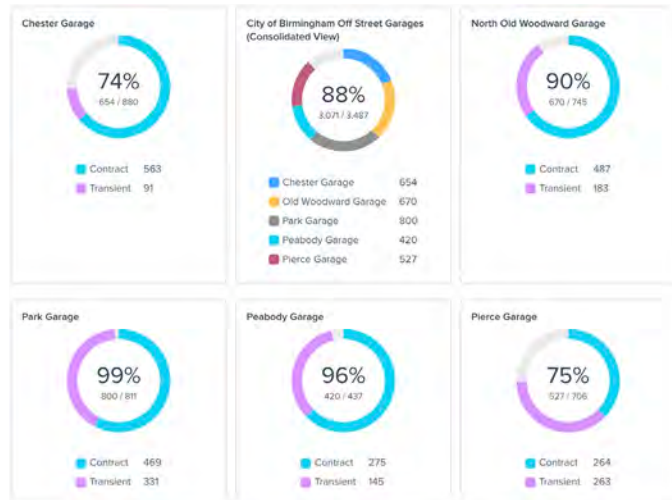 Chester Garage
74%
654 / 880
Contract 563
Transient 91
City of Birmingham Off Street Garages
(Consolidated View)
88%
3,071 / 3,487
Chester Garage 654
Old Woodward Garage 670
Park Garage 800
Peabody Garage 420
Pierce Garage 527
North Old Woodward Garage
90%
670 / 745
Contract 487
Transient 183
Park Garage
99%
800 / 811
Contract 469
Transient 331
Peabody Garage
96%
420 / 437
Contract 275
Transient 145
Pierce Garage
75%
527 / 706
Contract 264
Transient 263